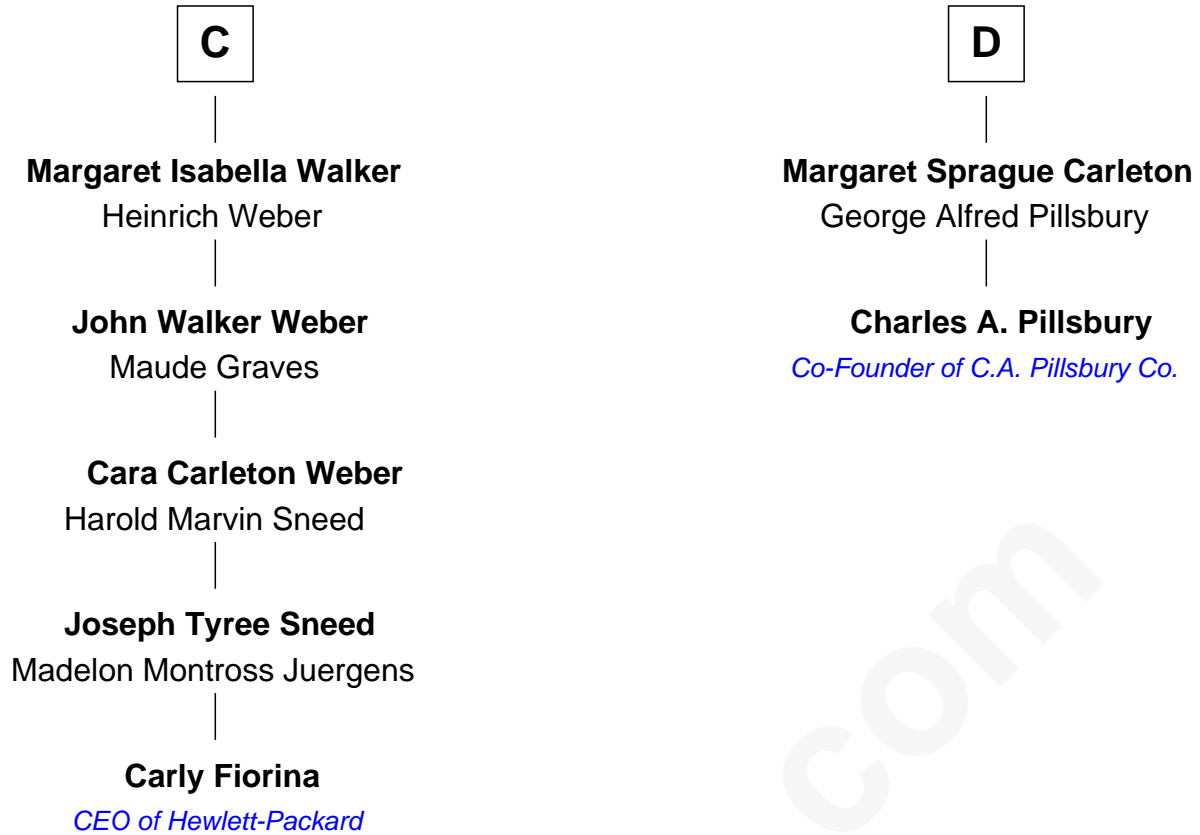 C
Margaret Isabella Walker
Heinrich Weber
John Walker Weber
Maude Graves
Cara Carleton Weber
Harold Marvin Sneed
Joseph Tyree Sneed
Madelon Montross Juergens
Carly Fiorina
CEO of Hewlett-Packard
D
Margaret Sprague Carleton
George Alfred Pillsbury
Charles A. Pillsbury
Co-Founder of C.A. Pillsbury Co.
com